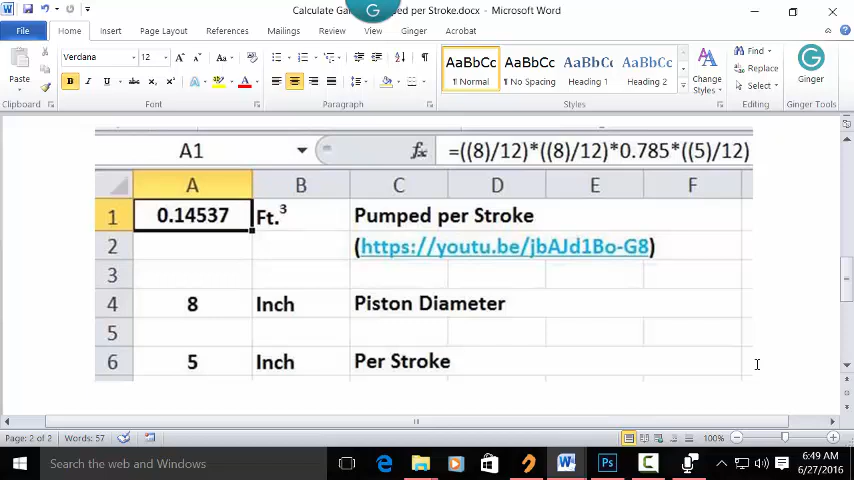 Calculate Ga mped per Stroke.docx - Microsoft Word
File Home Insert Page Layout References Mailings Review View Ginger Acrobat
Paste
Clipboard
Verdana 12
B I U abc
Font
Paragraph
AaBbCc AaBbCc AaBbC AaBbCc
¶ Normal ¶ No Spacing Heading 1 Heading 2
Change Styles
Styles
Find
Replace
Select
Editing
Ginger
Ginger Tools
A1 fx =((8)/12)*((8)/12)*0.785*((5)/12)
A B C D E F
1 0.14537 Ft.³ Pumped per Stroke
2 (https://youtu.be/jbAJd1Bo-G8)
3
4 8 Inch Piston Diameter
5
6 5 Inch Per Stroke
Page: 2 of 2 Words: 57 100%
Search the web and Windows
6:49 AM
6/27/2016